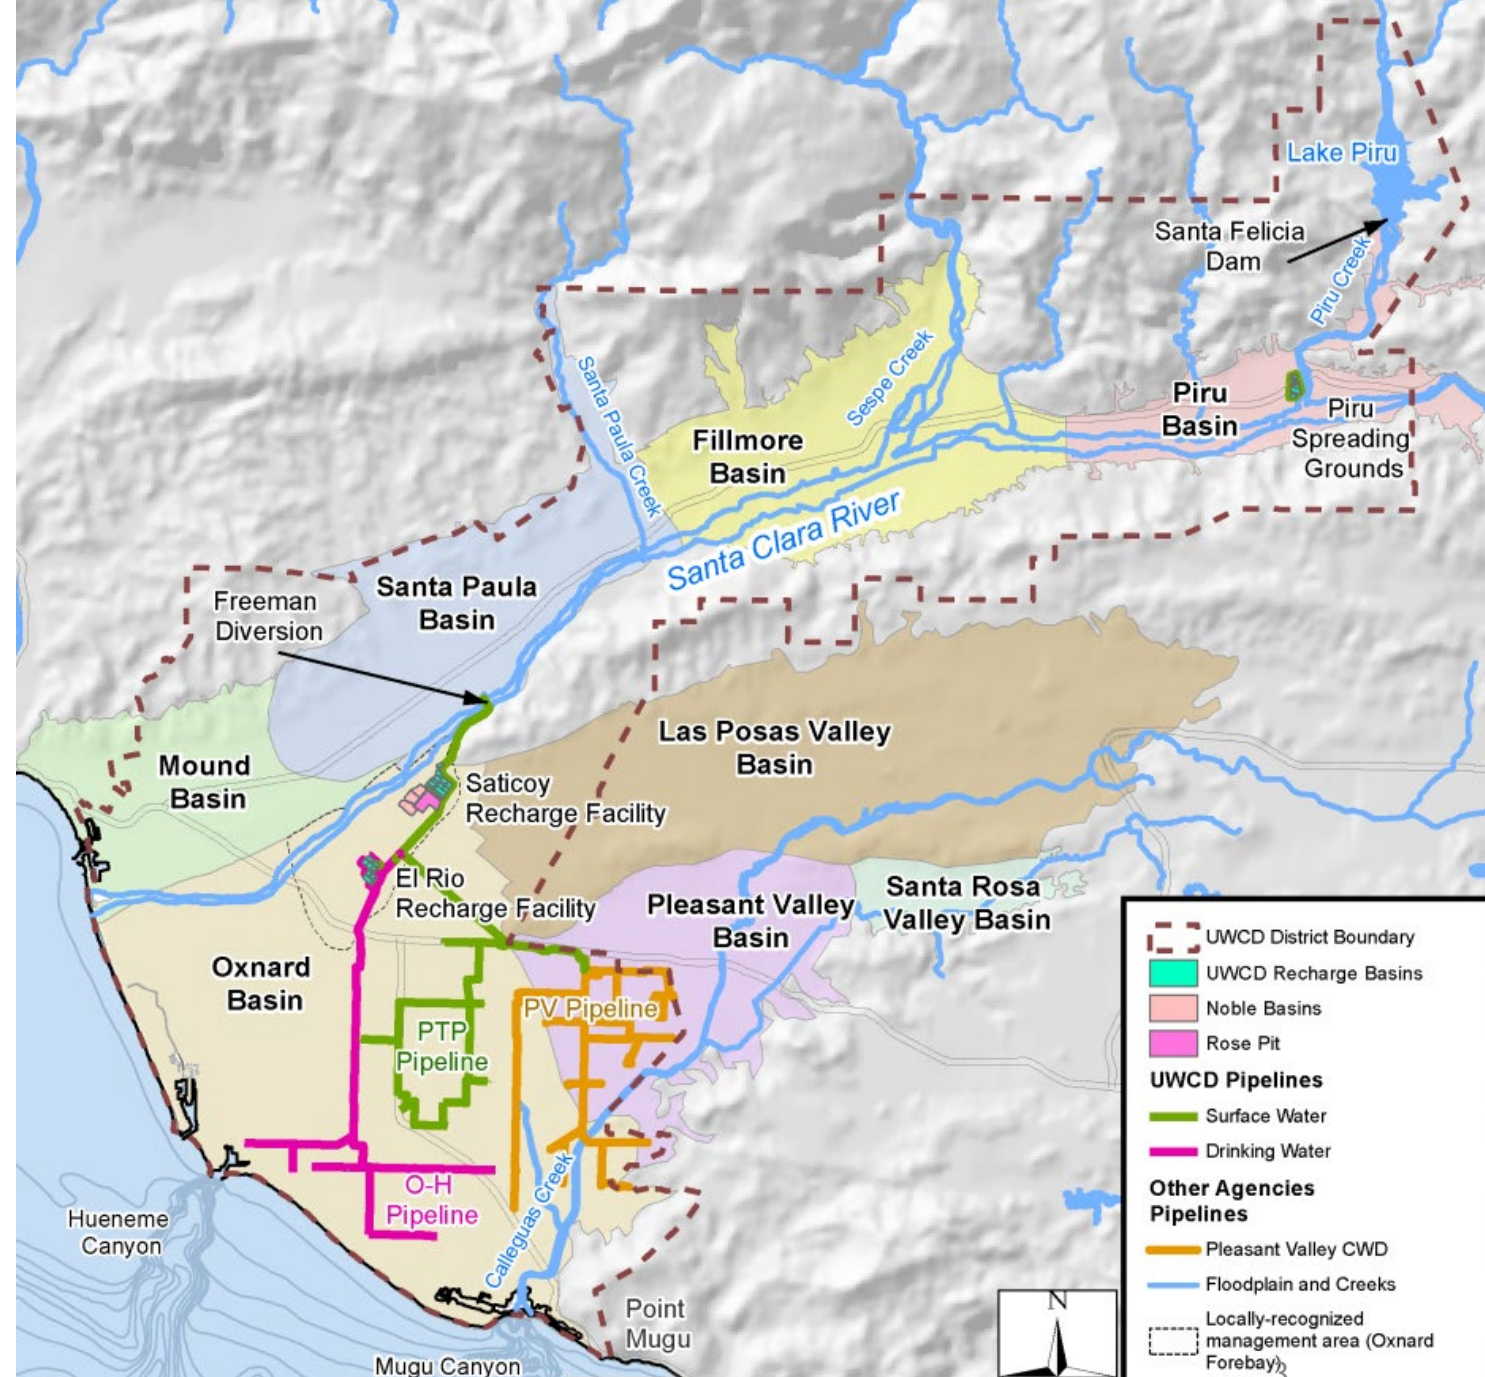 Lake Piru
Santa Felicia
Dam
Piru Creek
Santa Paula Creek
Sespe Creek
Piru
Basin
Piru
Spreading
Grounds
Fillmore
Basin
Santa Clara River
Santa Paula
Basin
Freeman
Diversion
Las Posas Valley
Basin
Mound
Basin
Saticoy
Recharge Facility
El Rio
Recharge Facility
Pleasant Valley
Basin
Santa Rosa
Valley Basin
Oxnard
Basin
PV Pipeline
PTP
Pipeline
O-H
Pipeline
Calleguas Creek
Hueneme
Canyon
Mugu Canyon
Point
Mugu
N
UWCD District Boundary
UWCD Recharge Basins
Noble Basins
Rose Pit
UWCD Pipelines
Surface Water
Drinking Water
Other Agencies
Pipelines
Pleasant Valley CWD
Floodplain and Creeks
Locally-recognized
management area (Oxnard
Forebay)